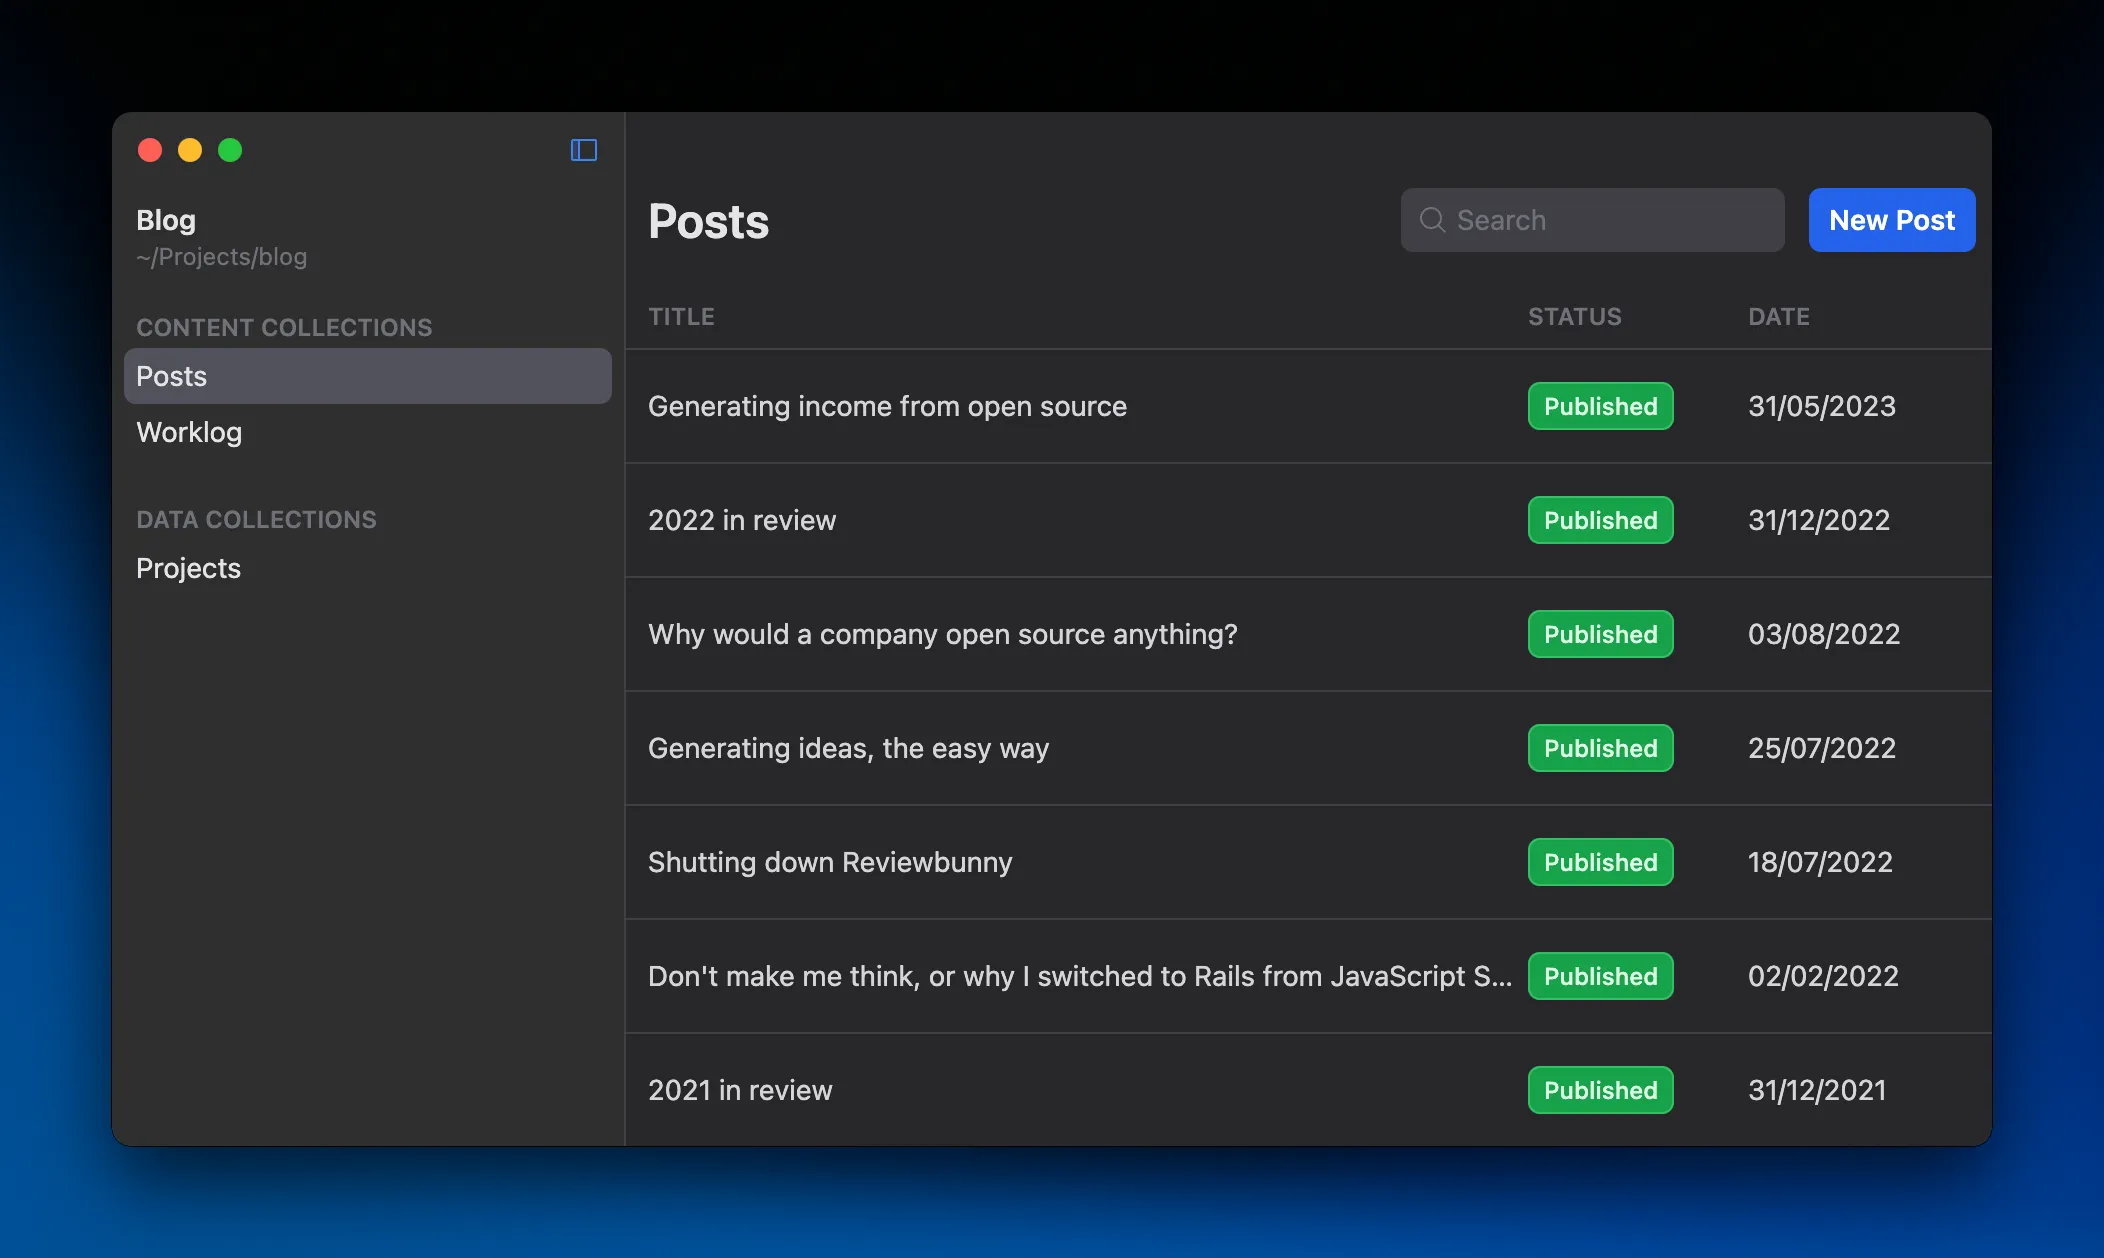 Blog
~/Projects/blog
CONTENT COLLECTIONS
Posts
Worklog
DATA COLLECTIONS
Projects
Posts
Search
New Post
TITLE STATUS DATE
Generating income from open source Published 31/05/2023
2022 in review Published 31/12/2022
Why would a company open source anything? Published 03/08/2022
Generating ideas, the easy way Published 25/07/2022
Shutting down Reviewbunny Published 18/07/2022
Don't make me think, or why I switched to Rails from JavaScript S... Published 02/02/2022
2021 in review Published 31/12/2021